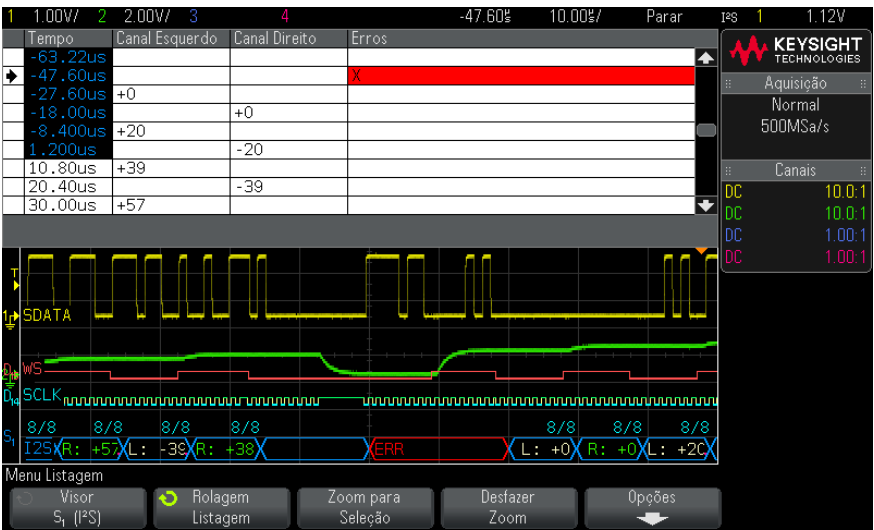 1 1.00V/ 2 2.00V/ 3 4 -47.60µs 10.00µs/ Parar I²S 1 1.12V
Tempo Canal Esquerdo Canal Direito Erros
-63.22us
-47.60us X
-27.60us +0
-18.00us +0
-8.400us +20
1.200us -20
10.80us +39
20.40us -39
30.00us +57
KEYSIGHT
TECHNOLOGIES
Aquisição
Normal
500MSa/s
Canais
DC 10.0:1
DC 10.0:1
DC 1.00:1
DC 1.00:1
T
SDATA
WS
SCLK
8/8 8/8 8/8 8/8 8/8 8/8 8/8
S1 I2S R: +57 L: -39 R: +38 ERR L: +0 R: +0 L: +20
Menu Listagem
Visor
S₁ (I²S)
Rolagem
Listagem
Zoom para
Seleção
Desfazer
Zoom
Opções